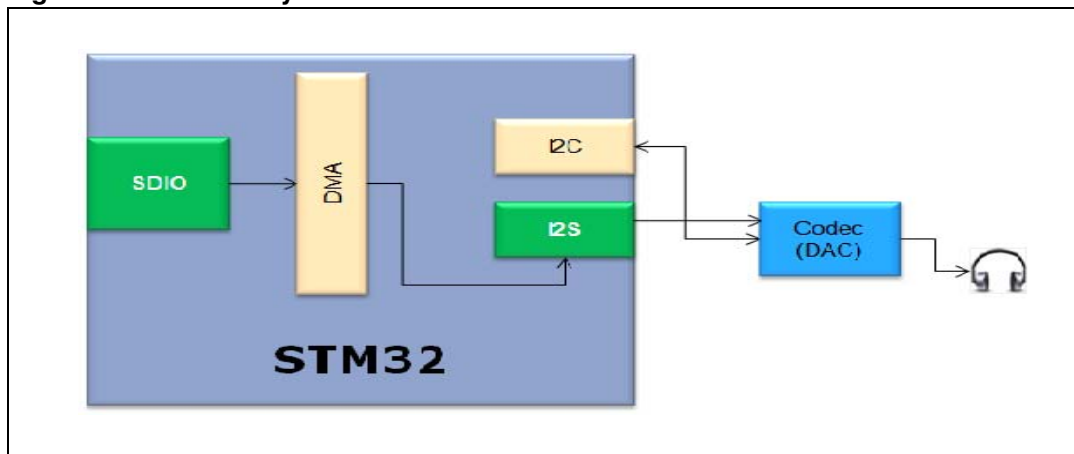 SDIO
DMA
I2C
I2S
Codec
(DAC)
STM32